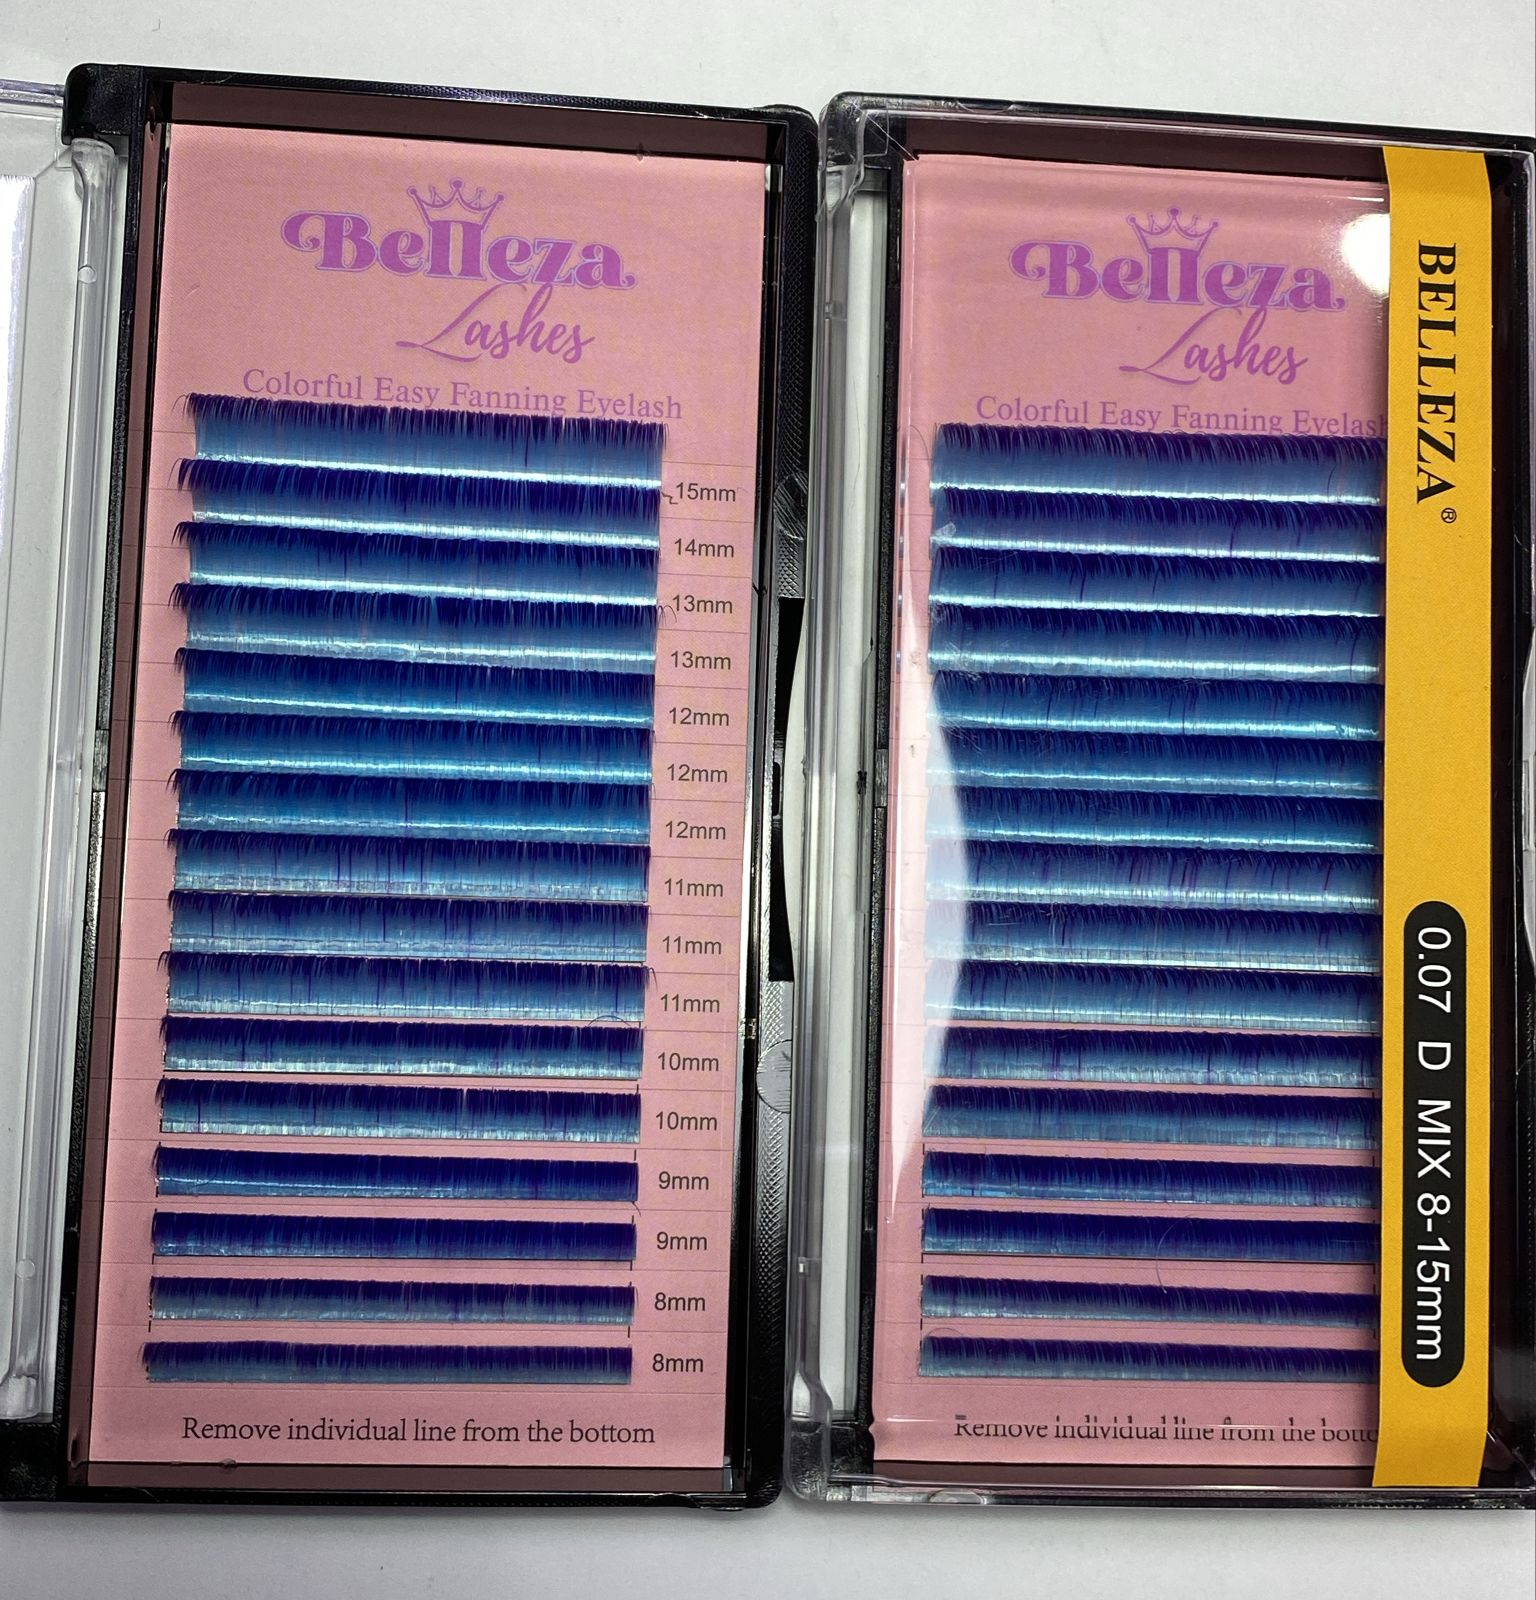 Belleza
Lashes
Colorful Easy Fanning Eyelash
15mm
14mm
13mm
13mm
12mm
12mm
12mm
11mm
11mm
11mm
10mm
10mm
9mm
9mm
8mm
8mm
Remove individual line from the bottom
Belleza
Lashes
Colorful Easy Fanning Eyelash
Remove individual line from the botto
BELLEZA®
0.07 D MIX 8-15mm